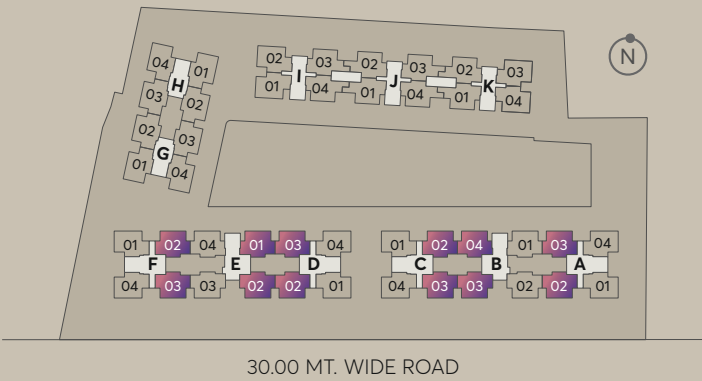 N
04 01
H
03 02
02 03
G
01 04
02 03 02 03 02 03
I J K
01 04 01 04 01 04
01 02 04 01 03 04
F E D
04 03 03 02 02 01
01 02 04 01 03 04
C B A
04 03 03 02 02 01
30.00 MT. WIDE ROAD